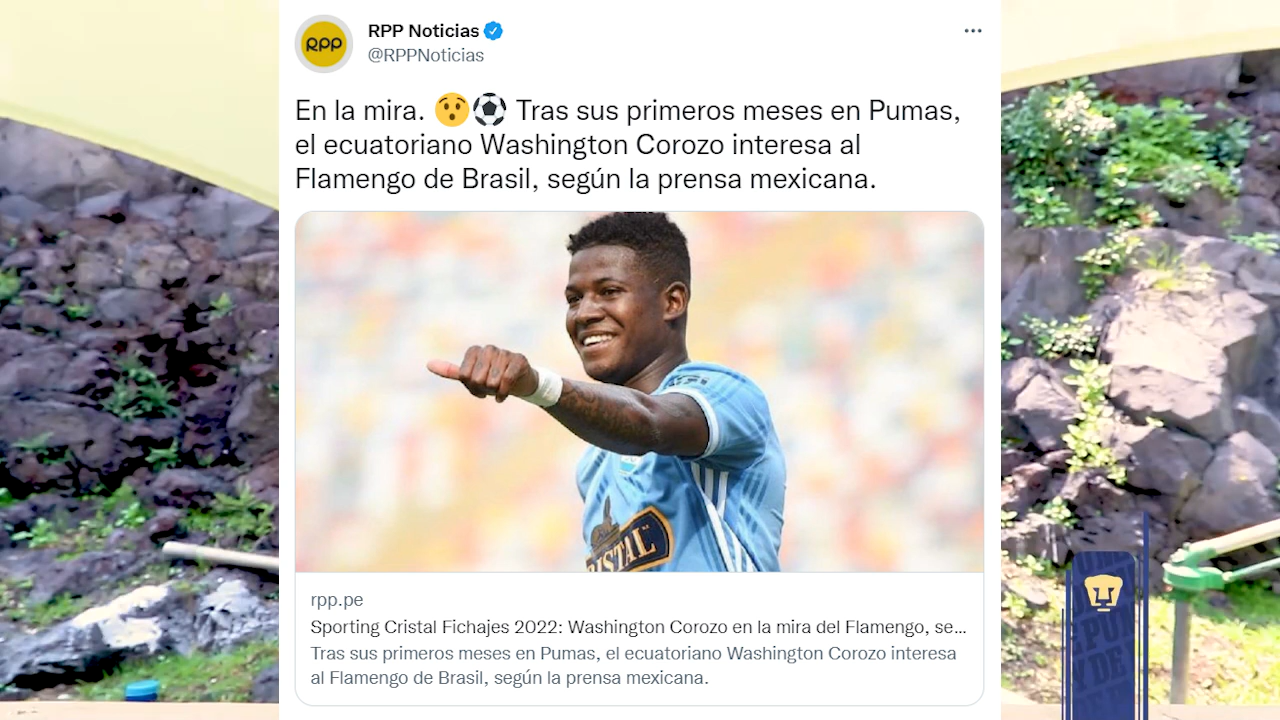 RPP
RPP Noticias
@RPPNoticias
En la mira. 😯⚽ Tras sus primeros meses en Pumas,
el ecuatoriano Washington Corozo interesa al
Flamengo de Brasil, según la prensa mexicana.
CRISTAL
rpp.pe
Sporting Cristal Fichajes 2022: Washington Corozo en la mira del Flamengo, se...
Tras sus primeros meses en Pumas, el ecuatoriano Washington Corozo interesa
al Flamengo de Brasil, según la prensa mexicana.